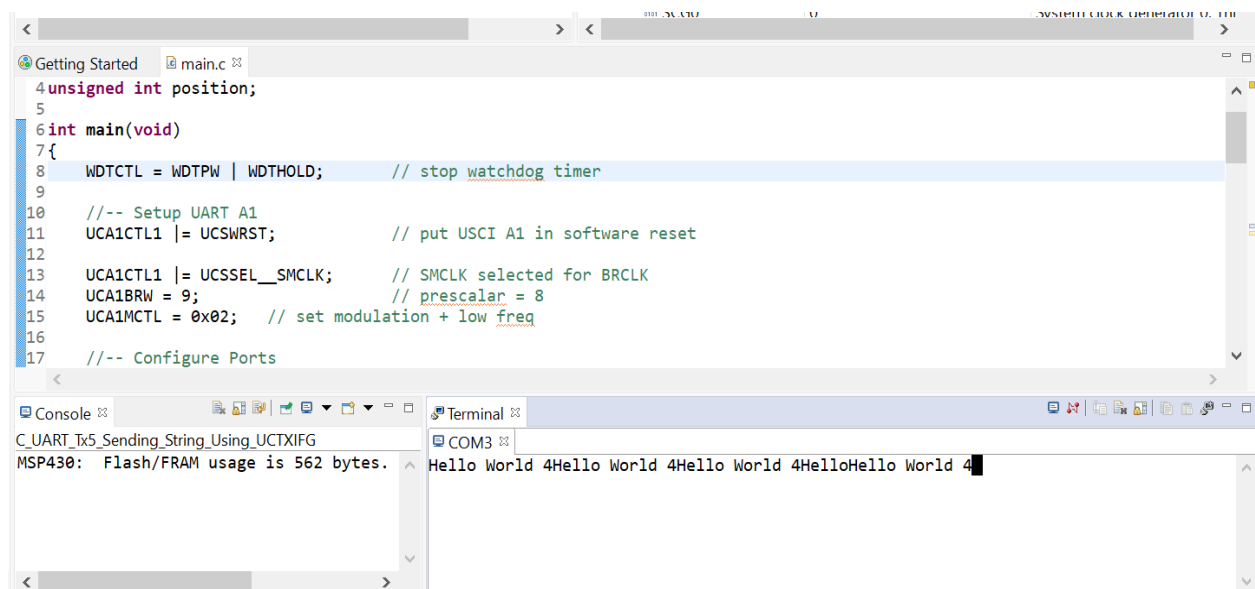 Getting Started main.c
4 unsigned int position;
5
6 int main(void)
7 {
8 WDTCTL = WDTPW | WDTHOLD; // stop watchdog timer
9
10 //-- Setup UART A1
11 UCA1CTL1 |= UCSWRST; // put USCI A1 in software reset
12
13 UCA1CTL1 |= UCSSEL__SMCLK; // SMCLK selected for BRCLK
14 UCA1BRW = 9; // prescalar = 8
15 UCA1MCTL = 0x02; // set modulation + low freq
16
17 //-- Configure Ports
Console
C_UART_Tx5_Sending_String_Using_UCTXIFG
MSP430: Flash/FRAM usage is 562 bytes.
Terminal
COM3
Hello World 4Hello World 4Hello World 4HelloHello World 4